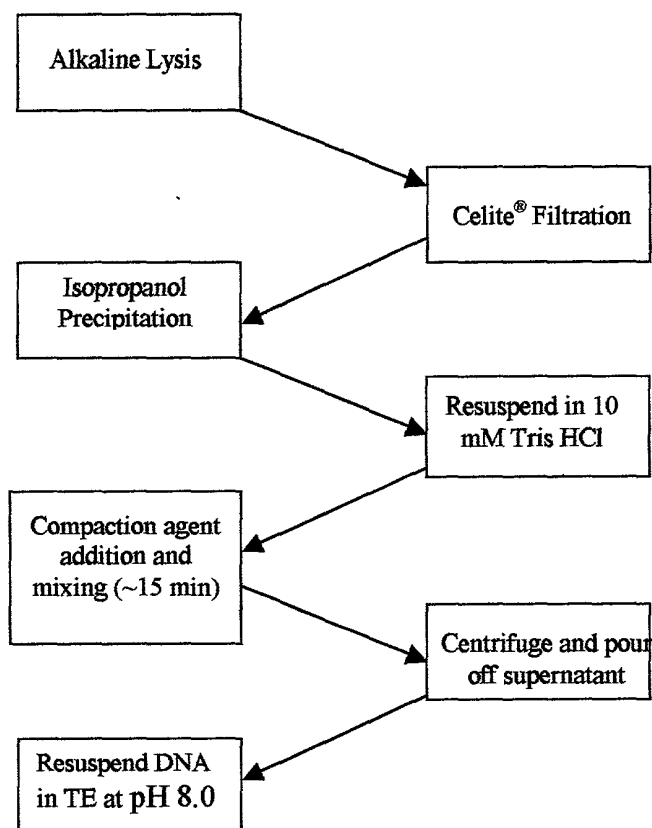 Alkaline Lysis
Celite® Filtration
Isopropanol
Precipitation
Resuspend in 10
mM Tris HCl
Compaction agent
addition and
mixing (~15 min)
Centrifuge and pour
off supernatant
Resuspend DNA
in TE at pH 8.0